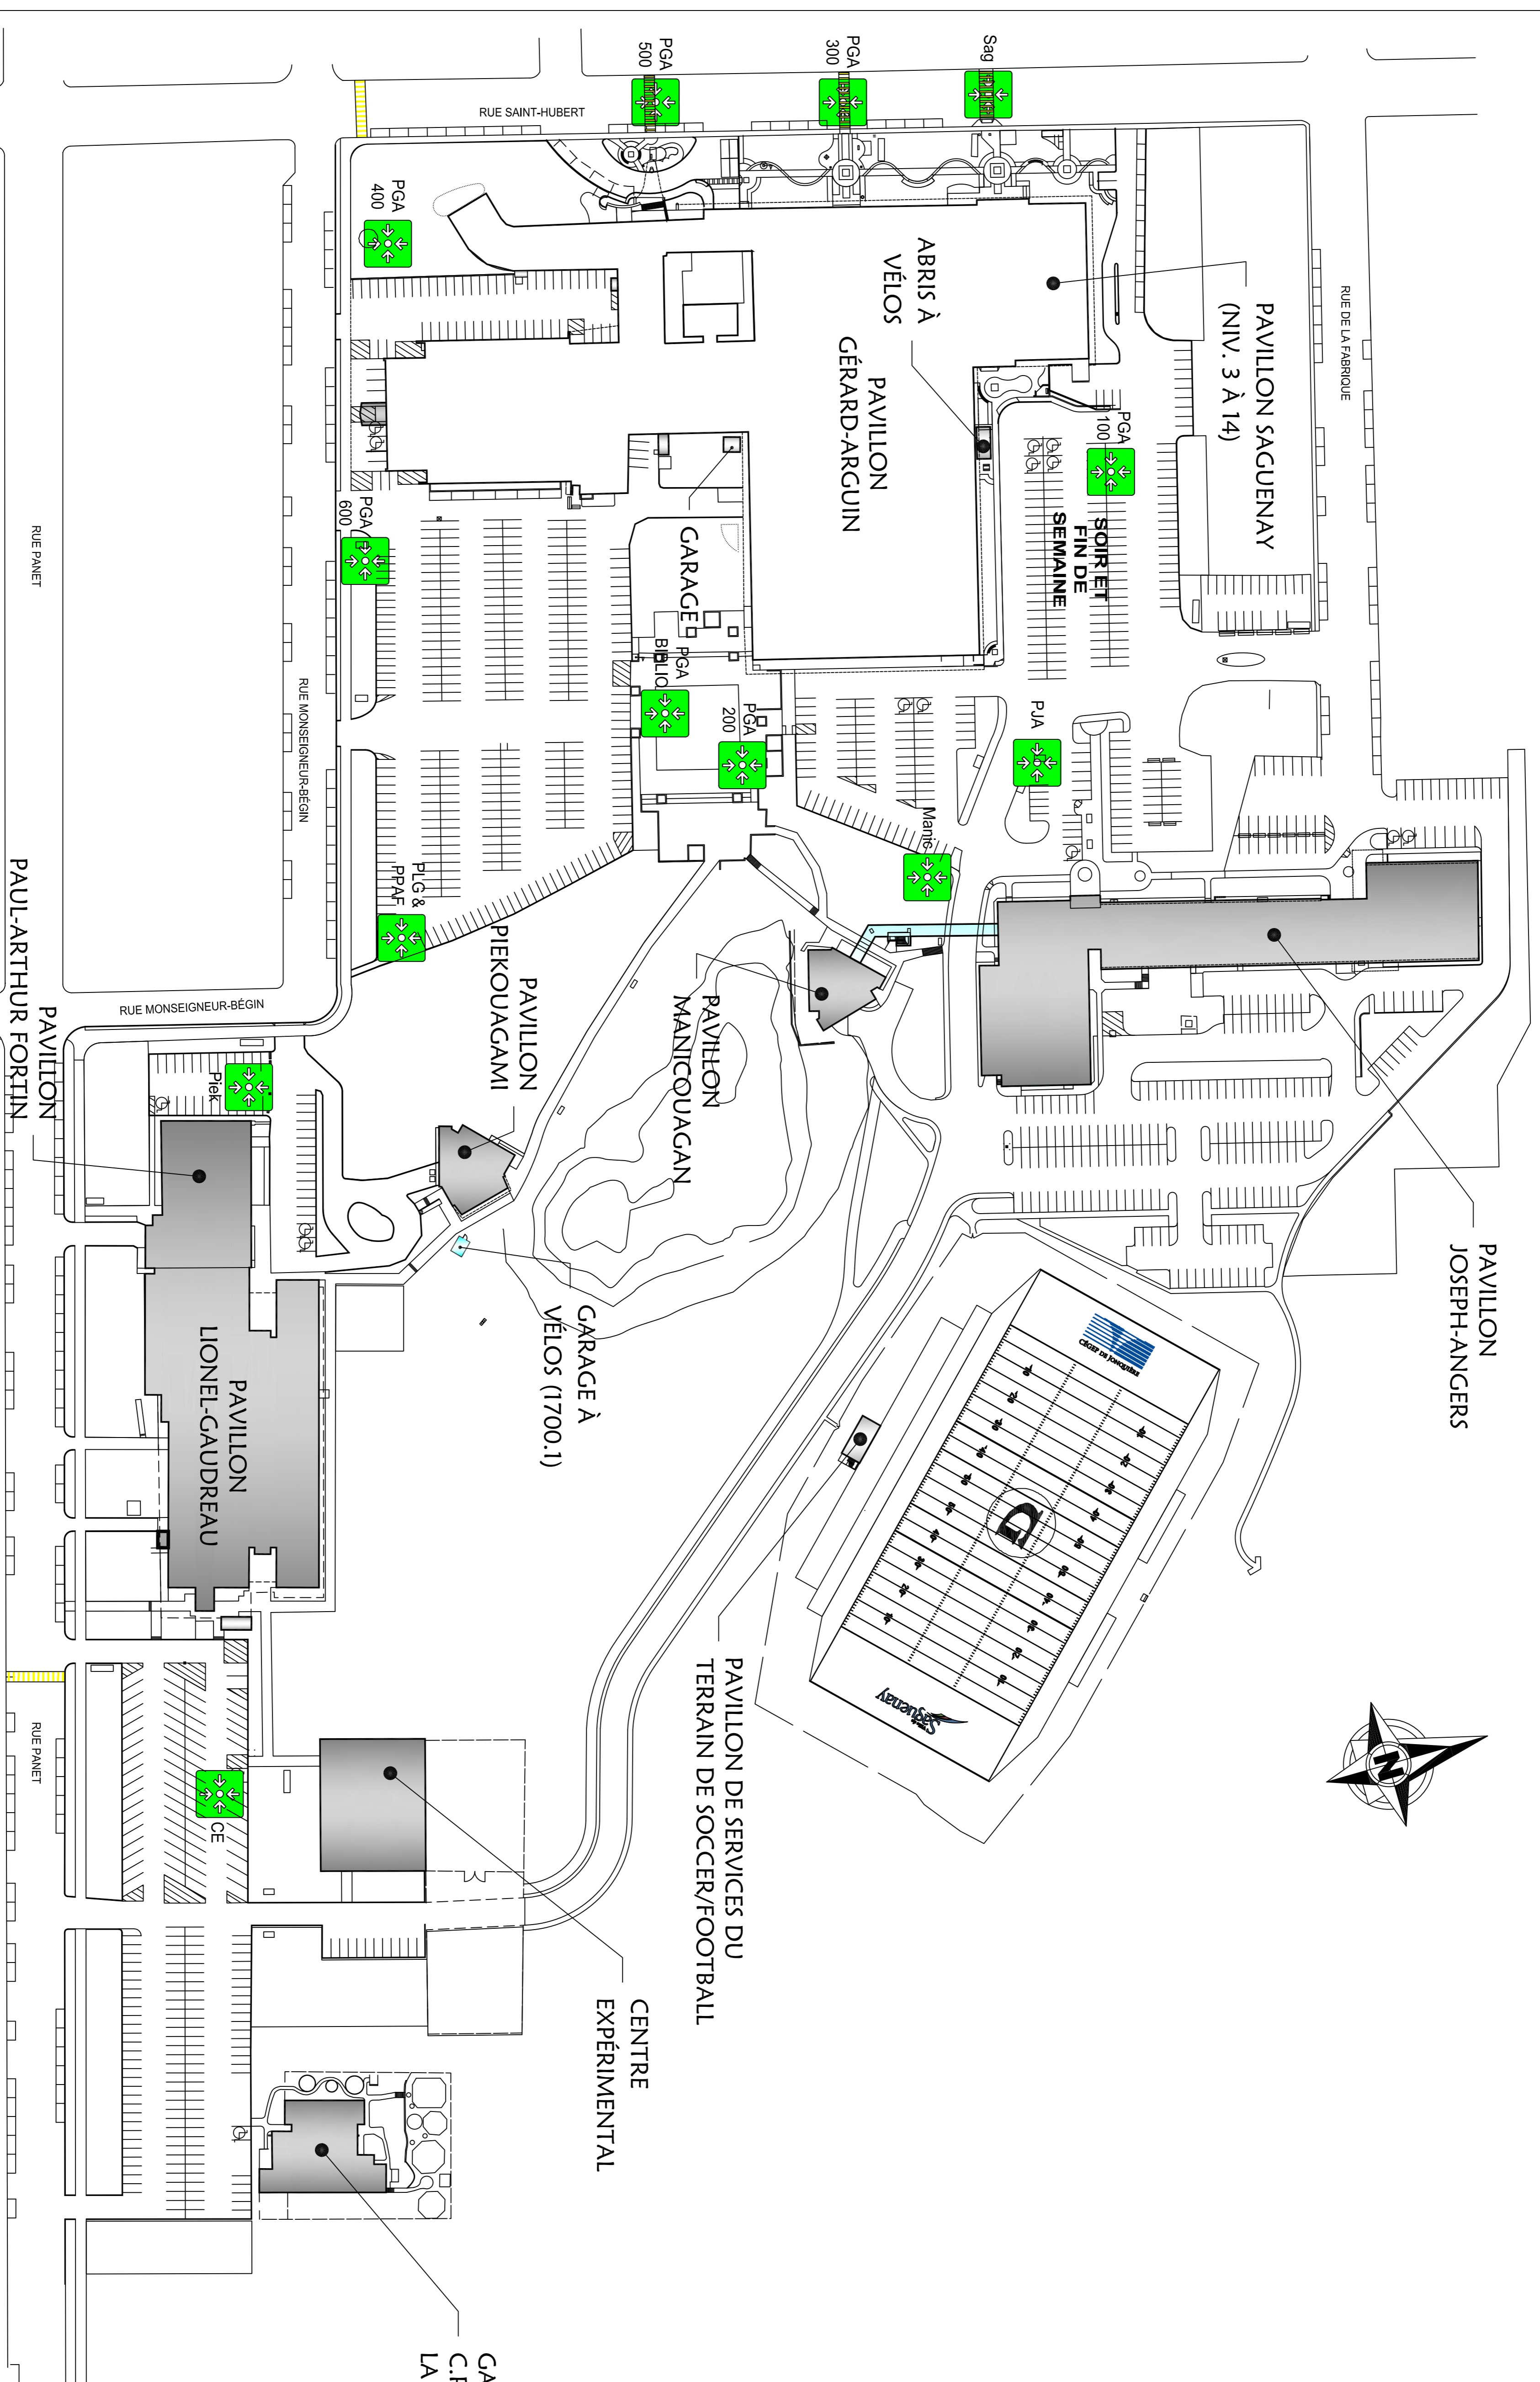 RUE SAINT-HUBERT
RUE DE LA FABRIQUE
RUE PANET
RUE MONSEIGNEUR-BÉGIN
RUE MONSEIGNEUR-BÉGIN
RUE PANET
Sag
PGA
300
PGA
500
PGA
400
PAVILLON SAGUENAY
(NIV. 3 À 14)
ABRIS À
VÉLOS
PAVILLON
GÉRARD-ARGUIN
PGA
100
SOIR ET
FIN DE
SEMAINE
GARAGE
PGA
600
PGA
BIBLIO
PGA
200
PJA
Manic
PLG &
PPAF
PAVILLON
JOSEPH-ANGERS
PAVILLON
MANICOUAGAN
PAVILLON
PIEKOUAGAMI
PAVILLON
PAUL-ARTHUR FORTIN
Piek
GARAGE À
VÉLOS (1700.1)
PAVILLON
LIONEL-GAUDREAU
CÉGEP DE JONQUIÈRE
Saguenay
PAVILLON DE SERVICES DU
TERRAIN DE SOCCER/FOOTBALL
N
CE
CENTRE
EXPÉRIMENTAL
LA